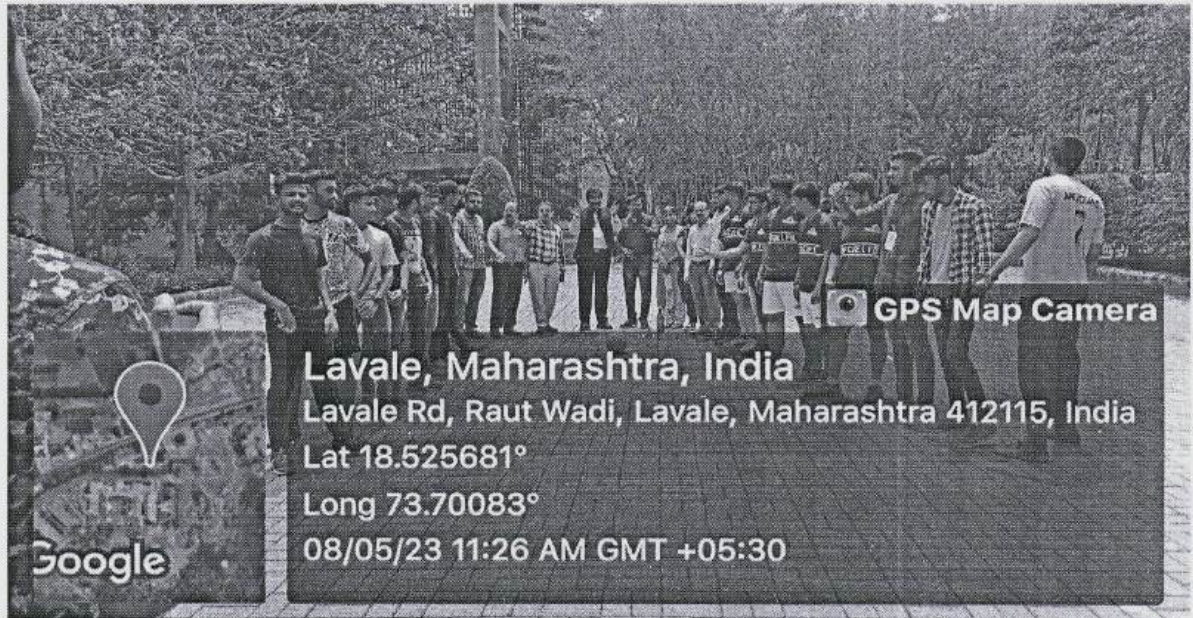 GPS Map Camera
Lavale, Maharashtra, India
Lavale Rd, Raut Wadi, Lavale, Maharashtra 412115, India
Lat 18.525681°
Long 73.70083°
08/05/23 11:26 AM GMT +05:30
Google
7